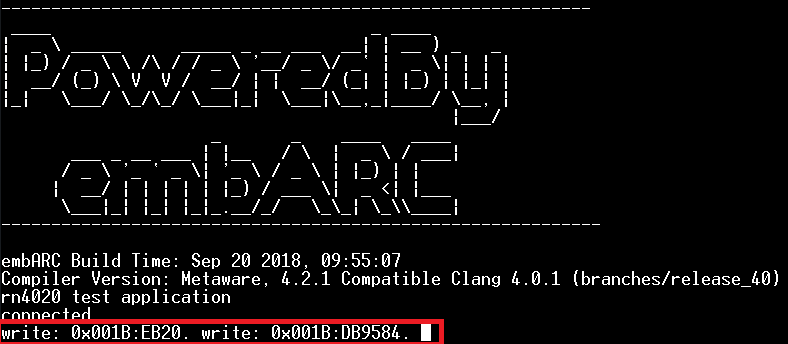 PoweredBy
embARC
embARC Build Time: Sep 20 2018, 09:55:07
Compiler Version: Metaware, 4.2.1 Compatible Clang 4.0.1 (branches/release_40)
rn4020 test application
connected
write: 0x001B:EB20. write: 0x001B:DB9584.